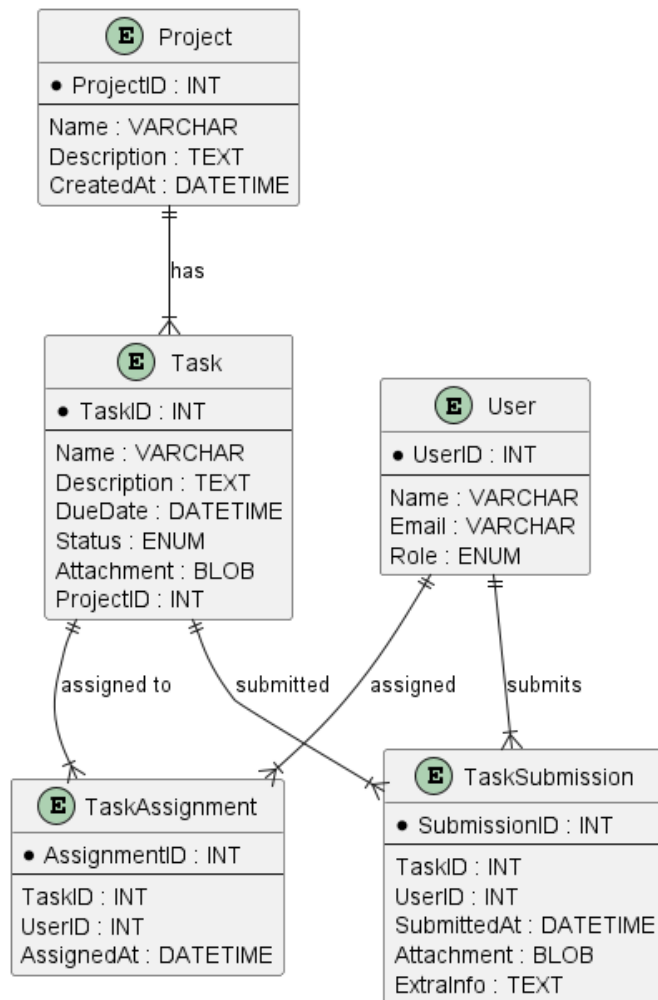 E Project
ProjectID : INT
Name : VARCHAR
Description : TEXT
CreatedAt : DATETIME
has
E Task
TaskID : INT
Name : VARCHAR
Description : TEXT
DueDate : DATETIME
Status : ENUM
Attachment : BLOB
ProjectID : INT
E User
UserID : INT
Name : VARCHAR
Email : VARCHAR
Role : ENUM
assigned to
submitted
assigned
submits
E TaskAssignment
AssignmentID : INT
TaskID : INT
UserID : INT
AssignedAt : DATETIME
E TaskSubmission
SubmissionID : INT
TaskID : INT
UserID : INT
SubmittedAt : DATETIME
Attachment : BLOB
ExtraInfo : TEXT